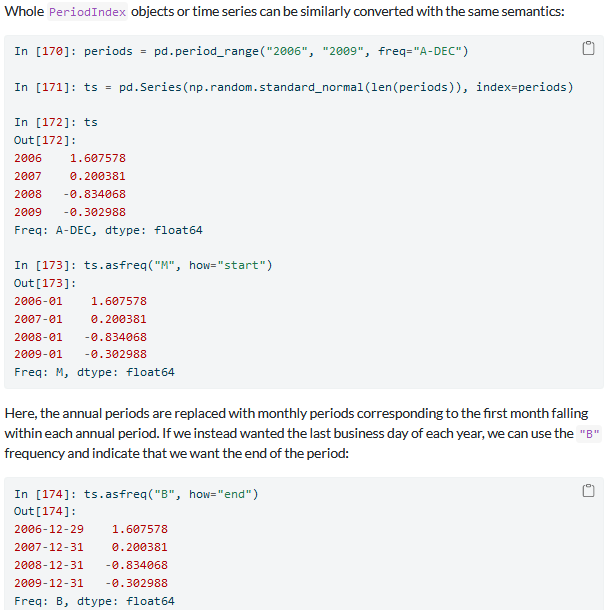 Whole PeriodIndex objects or time series can be similarly converted with the same semantics:
In [170]: periods = pd.period_range("2006", "2009", freq="A-DEC")
In [171]: ts = pd.Series(np.random.standard_normal(len(periods)), index=periods)
In [172]: ts
Out[172]:
2006    1.607578
2007    0.200381
2008   -0.834068
2009   -0.302988
Freq: A-DEC, dtype: float64
In [173]: ts.asfreq("M", how="start")
Out[173]:
2006-01    1.607578
2007-01    0.200381
2008-01   -0.834068
2009-01   -0.302988
Freq: M, dtype: float64
Here, the annual periods are replaced with monthly periods corresponding to the first month falling
within each annual period. If we instead wanted the last business day of each year, we can use the "B"
frequency and indicate that we want the end of the period:
In [174]: ts.asfreq("B", how="end")
Out[174]:
2006-12-29    1.607578
2007-12-31    0.200381
2008-12-31   -0.834068
2009-12-31   -0.302988
Freq: B, dtype: float64